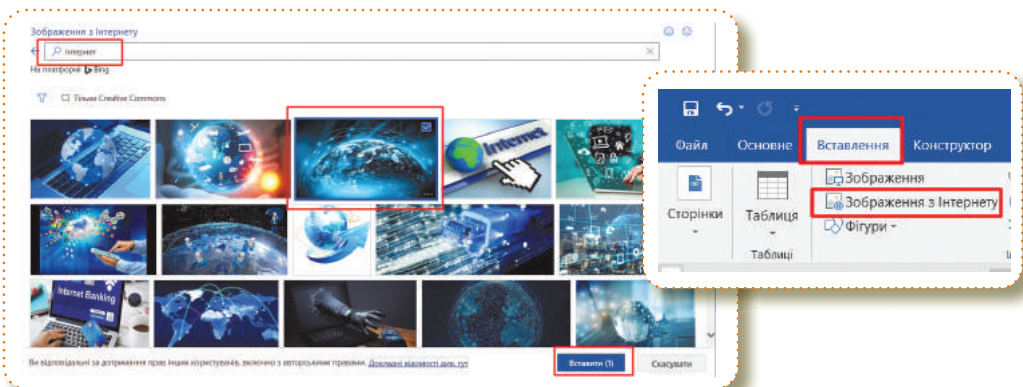 Зображення з Інтернету
Інтернет
На платформі Bing
Тільки Creative Commons
Internet
Internet Banking
Ви відповідальні за дотримання прав інших користувачів, включно з авторськими правами. Докладні відомості див. тут
Вставити (1)
Скасувати
Файл
Основне
Вставлення
Конструктор
Сторінки
Таблиця
Таблиці
Зображення
Зображення з Інтернету
Фігури